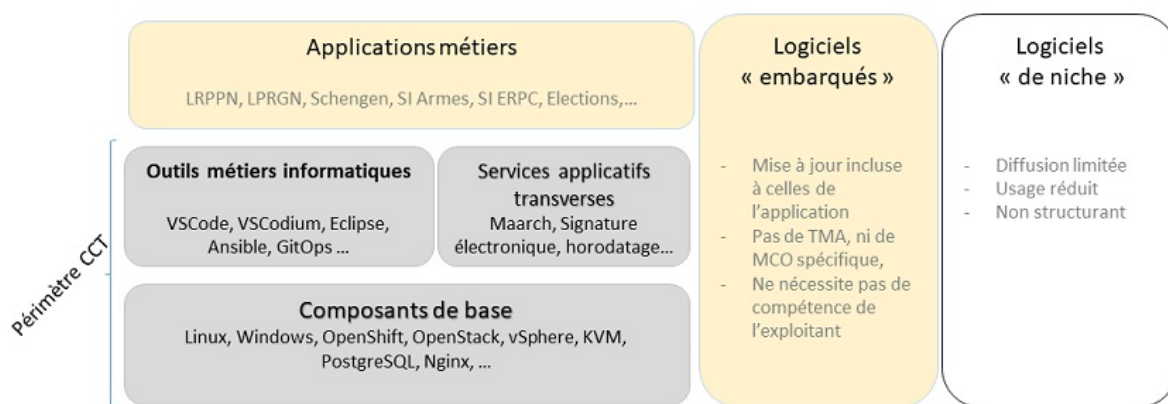 Applications métiers
LRPPN, LPRGN, Schengen, SI Armes, SI ERPC, Elections,…
Logiciels
« embarqués »
- Mise à jour incluse
à celles de
l’application
- Pas de TMA, ni de
MCO spécifique,
- Ne nécessite pas de
compétence de
l’exploitant
Logiciels
« de niche »
- Diffusion limitée
- Usage réduit
- Non structurant
Périmètre CCT
Outils métiers informatiques
VSCode, VSCodium, Eclipse,
Ansible, GitOps …
Services applicatifs
transverses
Maarch, Signature
électronique, horodatage…
Composants de base
Linux, Windows, OpenShift, OpenStack, vSphere, KVM,
PostgreSQL, Nginx, …